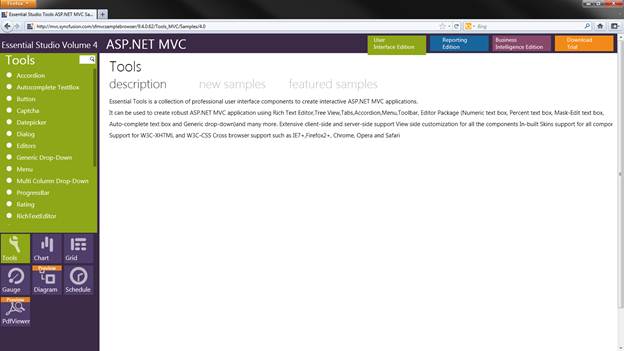 Firefox
Essential Studio Tools ASP.NET MVC Sa...
http://mvc.syncfusion.com/sfmvcsamplebrowser/9.4.0.62/Tools_MVC/Samples/4.0
Bing
Essential Studio Volume 4
ASP.NET MVC
User
Interface Edition
Reporting
Edition
Business
Intelligence Edition
Download
Trial
Tools
Accordion
Autocomplete TextBox
Button
Captcha
Datepicker
Dialog
Editors
Generic Drop-Down
Menu
Multi Column Drop-Down
ProgressBar
Rating
RichTextEditor
Tools
Chart
Grid
Gauge
Preview
Diagram
Schedule
Preview
PdfViewer
Tools
description
new samples
featured samples
Essential Tools is a collection of professional user interface components to create interactive ASP.NET MVC applications.
It can be used to create robust ASP.NET MVC application using Rich Text Editor,Tree View,Tabs,Accordion,Menu,Toolbar, Editor Package (Numeric text box, Percent text box, Mask-Edit text box,
Auto-complete text box and Generic drop-down)and many more. Extensive client-side and server-side support View side customization for all the components In-built Skins support for all compor
Support for W3C-XHTML and W3C-CSS Cross browser support such as IE7+,Firefox2+, Chrome, Opera and Safari